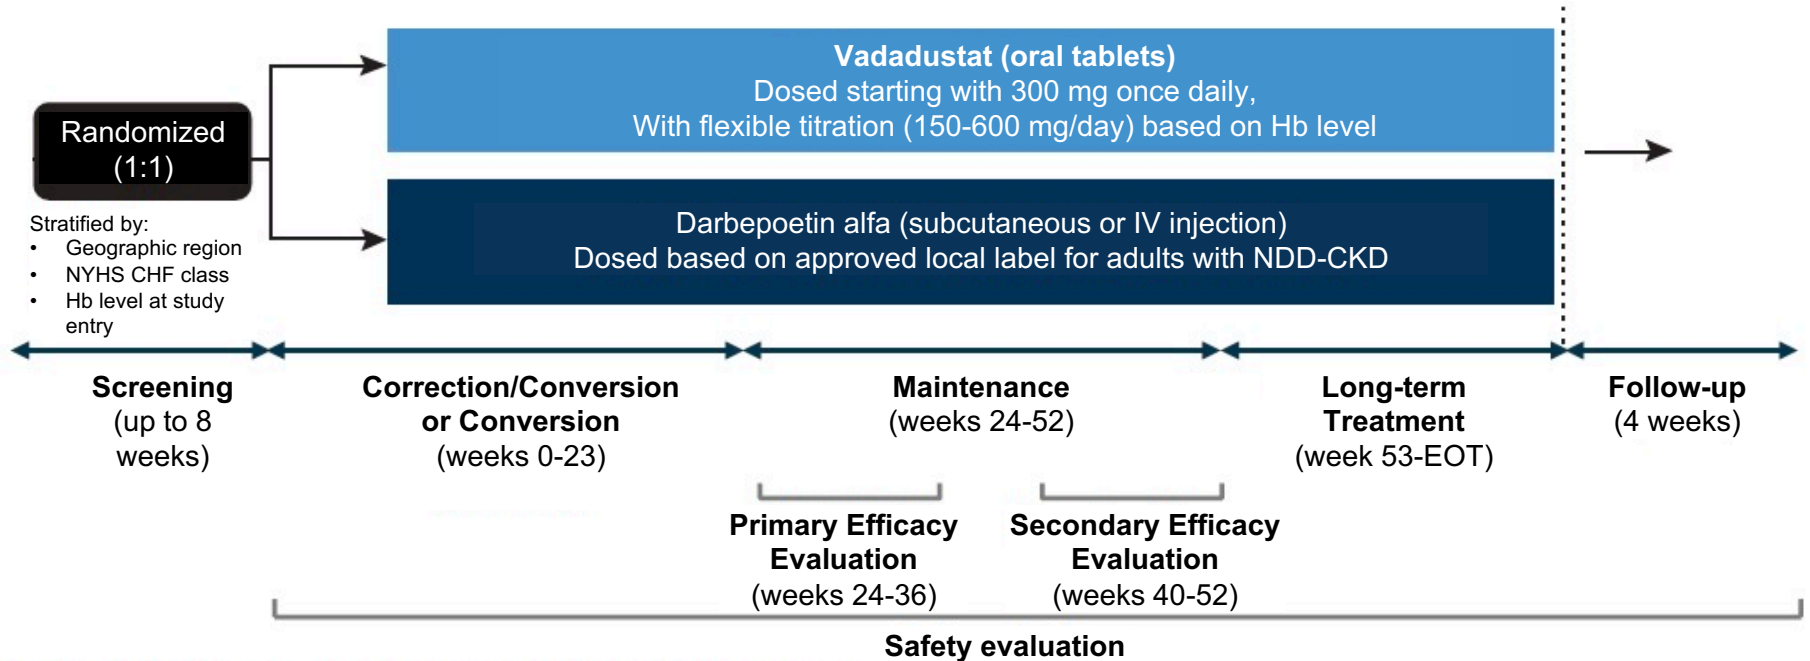 Vadadustat (oral tablets)
Dosed starting with 300 mg once daily,
With flexible titration (150-600 mg/day) based on Hb level
Randomized
(1:1)
Darbepoetin alfa (subcutaneous or IV injection)
Dosed based on approved local label for adults with NDD-CKD
Stratified by:
• Geographic region
• NYHS CHF class
• Hb level at study
entry
Screening
(up to 8
weeks)
Correction/Conversion
or Conversion
(weeks 0-23)
Maintenance
(weeks 24-52)
Long-term
Treatment
(week 53-EOT)
Follow-up
(4 weeks)
Primary Efficacy
Evaluation
(weeks 24-36)
Secondary Efficacy
Evaluation
(weeks 40-52)
Safety evaluation